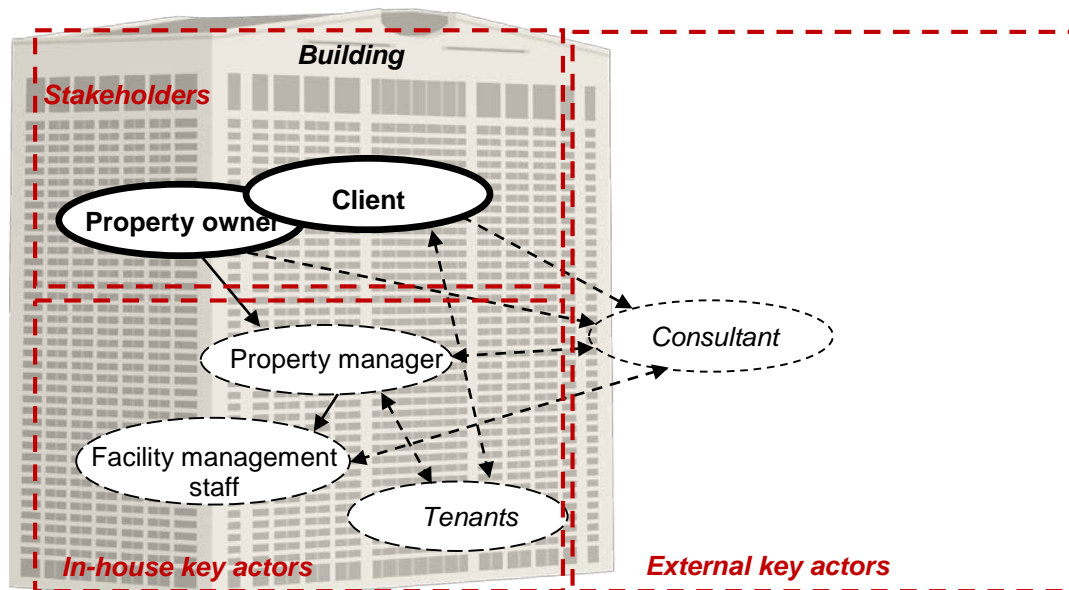 Building
Stakeholders
Client
Property owner
Consultant
Property manager
Facility management
staff
Tenants
In-house key actors
External key actors